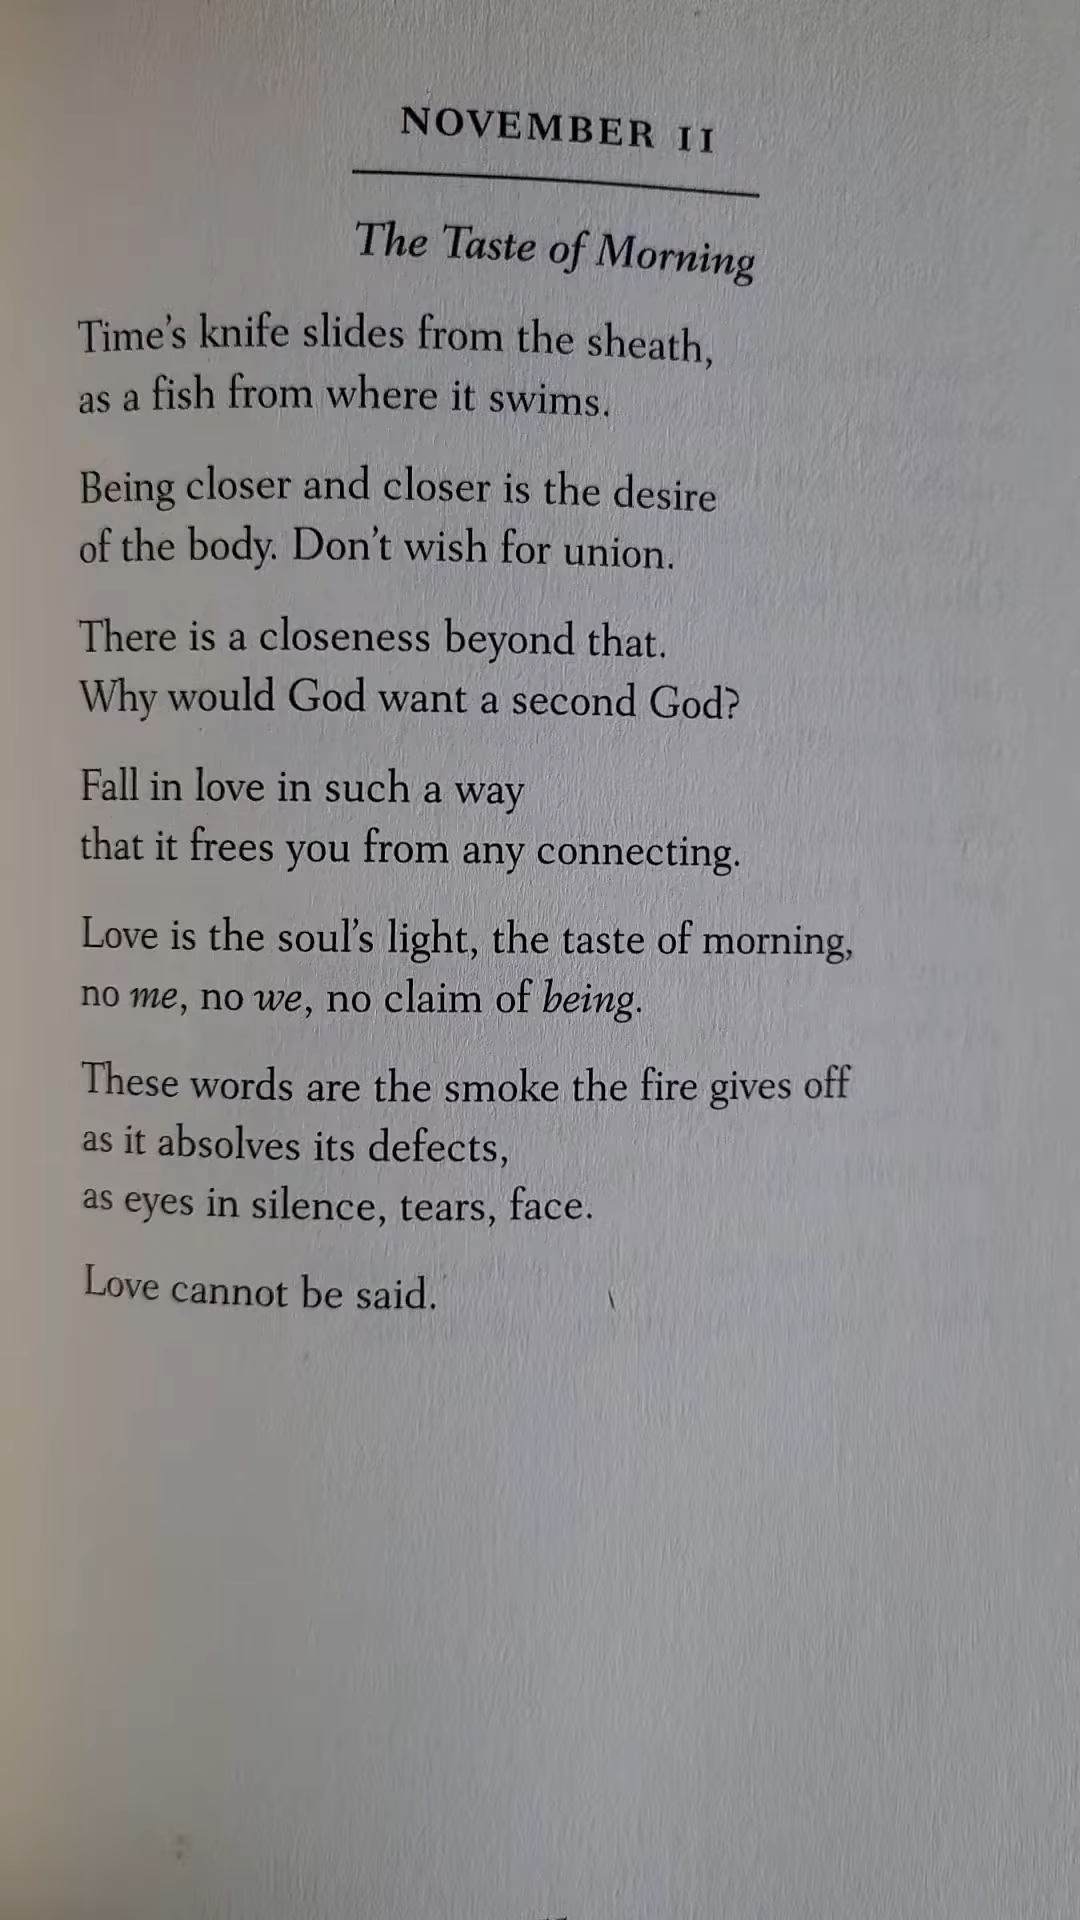 NOVEMBER 11
The Taste of Morning
Time's knife slides from the sheath,
as a fish from where it swims.
Being closer and closer is the desire
of the body. Don't wish for union.
There is a closeness beyond that.
Why would God want a second God?
Fall in love in such a way
that it frees you from any connecting.
Love is the soul's light, the taste of morning,
no me, no we, no claim of being.
These words are the smoke the fire gives off
as it absolves its defects,
as eyes in silence, tears, face.
Love cannot be said.